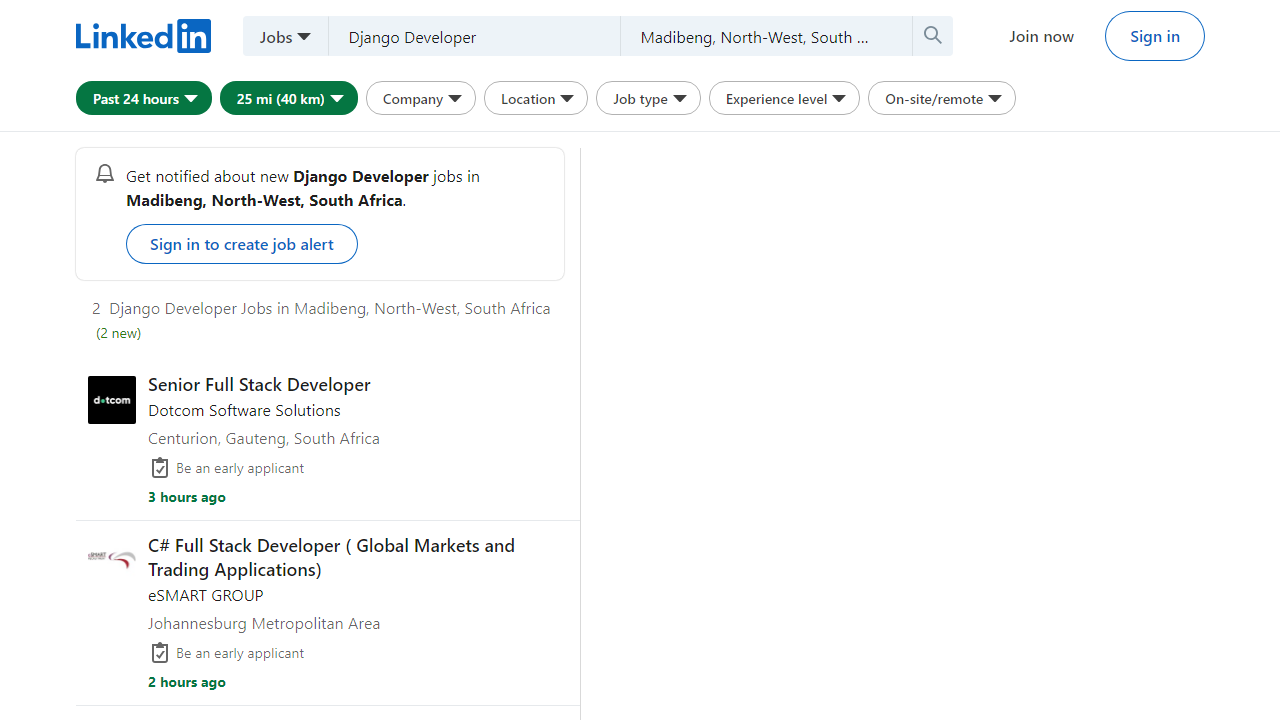 Linkedin
Jobs
Django Developer
Madibeng, North-West, South ...
Join now
Sign in
Past 24 hours
25 mi (40 km)
Company
Location
Job type
Experience level
On-site/remote
Get notified about new Django Developer jobs in
Madibeng, North-West, South Africa.
Sign in to create job alert
2 Django Developer Jobs in Madibeng, North-West, South Africa
(2 new)
dotcom
Senior Full Stack Developer
Dotcom Software Solutions
Centurion, Gauteng, South Africa
Be an early applicant
3 hours ago
C# Full Stack Developer ( Global Markets and
Trading Applications)
eSMART GROUP
Johannesburg Metropolitan Area
Be an early applicant
2 hours ago